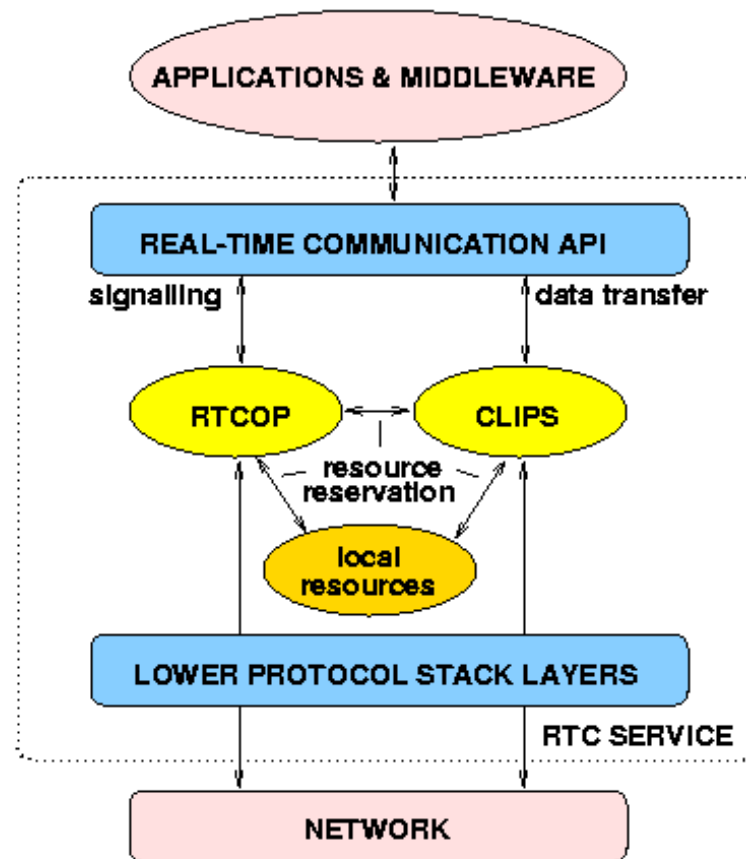 APPLICATIONS & MIDDLEWARE
REAL-TIME COMMUNICATION API
signalling
data transfer
RTCOP
CLIPS
resource
reservation
local
resources
LOWER PROTOCOL STACK LAYERS
RTC SERVICE
NETWORK